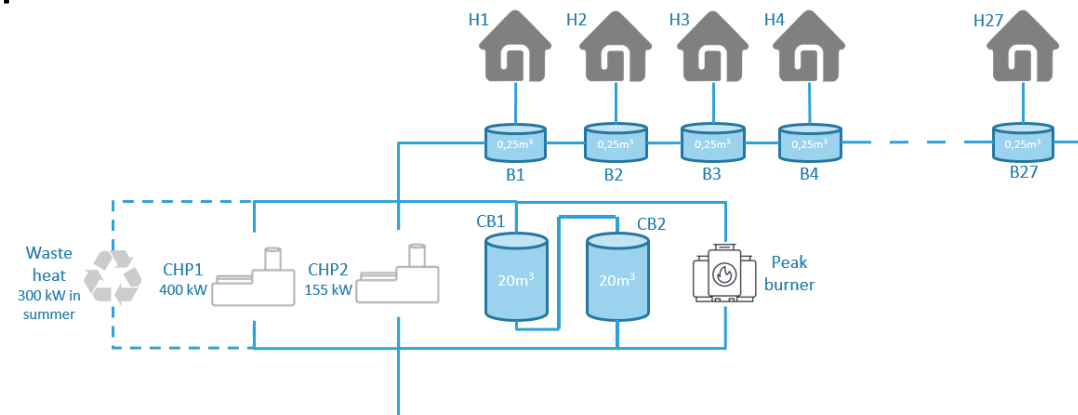 H1
H2
H3
H4
H27
0,25m³
0,25m³
0,25m³
0,25m³
0,25m³
B1
B2
B3
B4
B27
Waste
heat
300 kW in
summer
CHP1
400 kW
CHP2
155 kW
CB1
20m³
CB2
20m³
Peak
burner